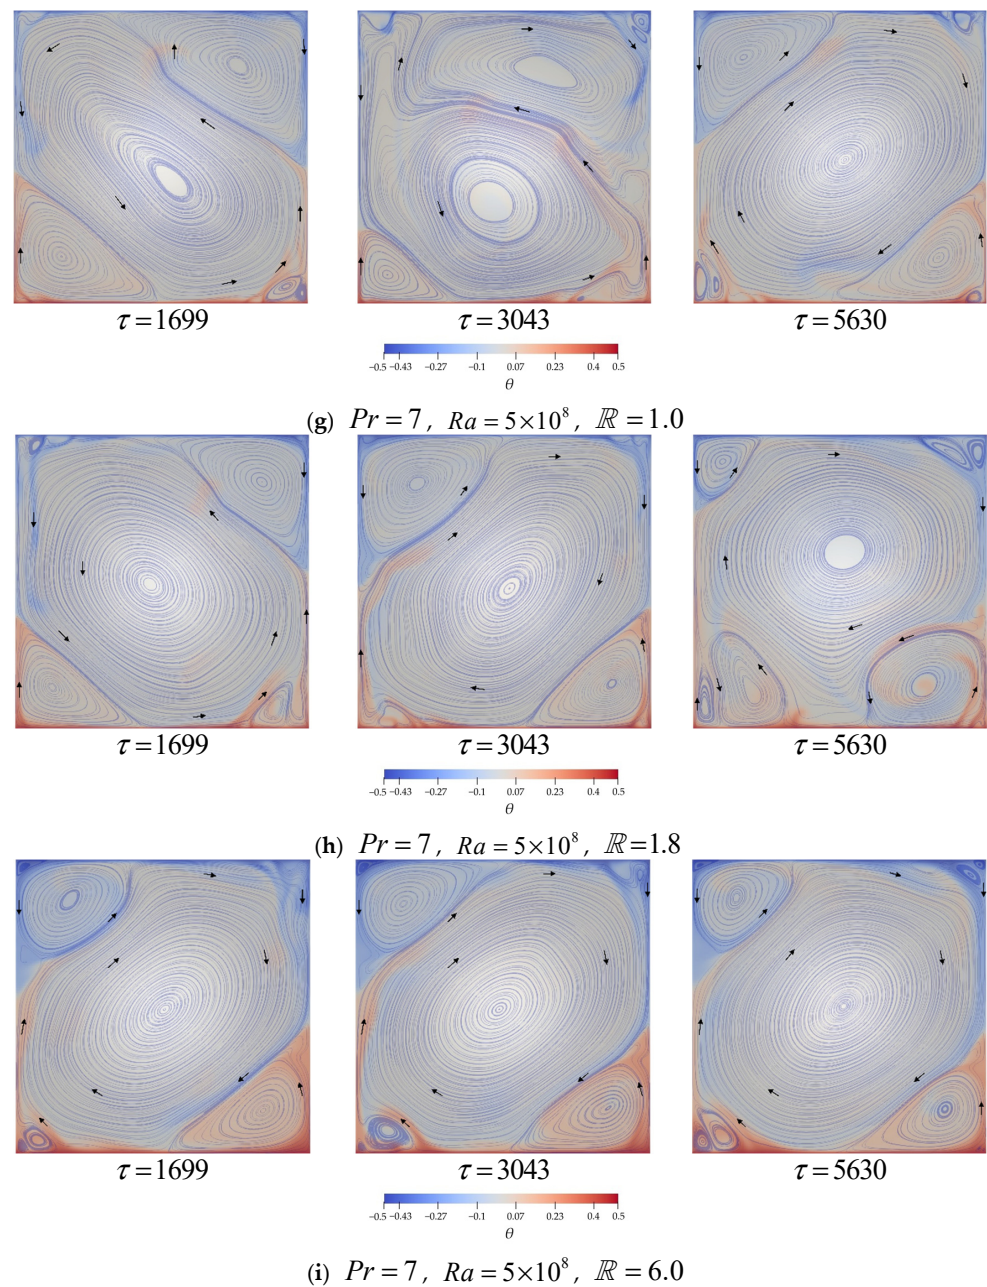 τ = 1699 τ = 3043 τ = 5630
-0.5 -0.43 -0.27 -0.1 0.07 0.23 0.4 0.5
θ
(g) Pr = 7, Ra = 5×10⁸, ℝ = 1.0
τ = 1699 τ = 3043 τ = 5630
-0.5 -0.43 -0.27 -0.1 0.07 0.23 0.4 0.5
θ
(h) Pr = 7, Ra = 5×10⁸, ℝ = 1.8
τ = 1699 τ = 3043 τ = 5630
-0.5 -0.43 -0.27 -0.1 0.07 0.23 0.4 0.5
θ
(i) Pr = 7, Ra = 5×10⁸, ℝ = 6.0